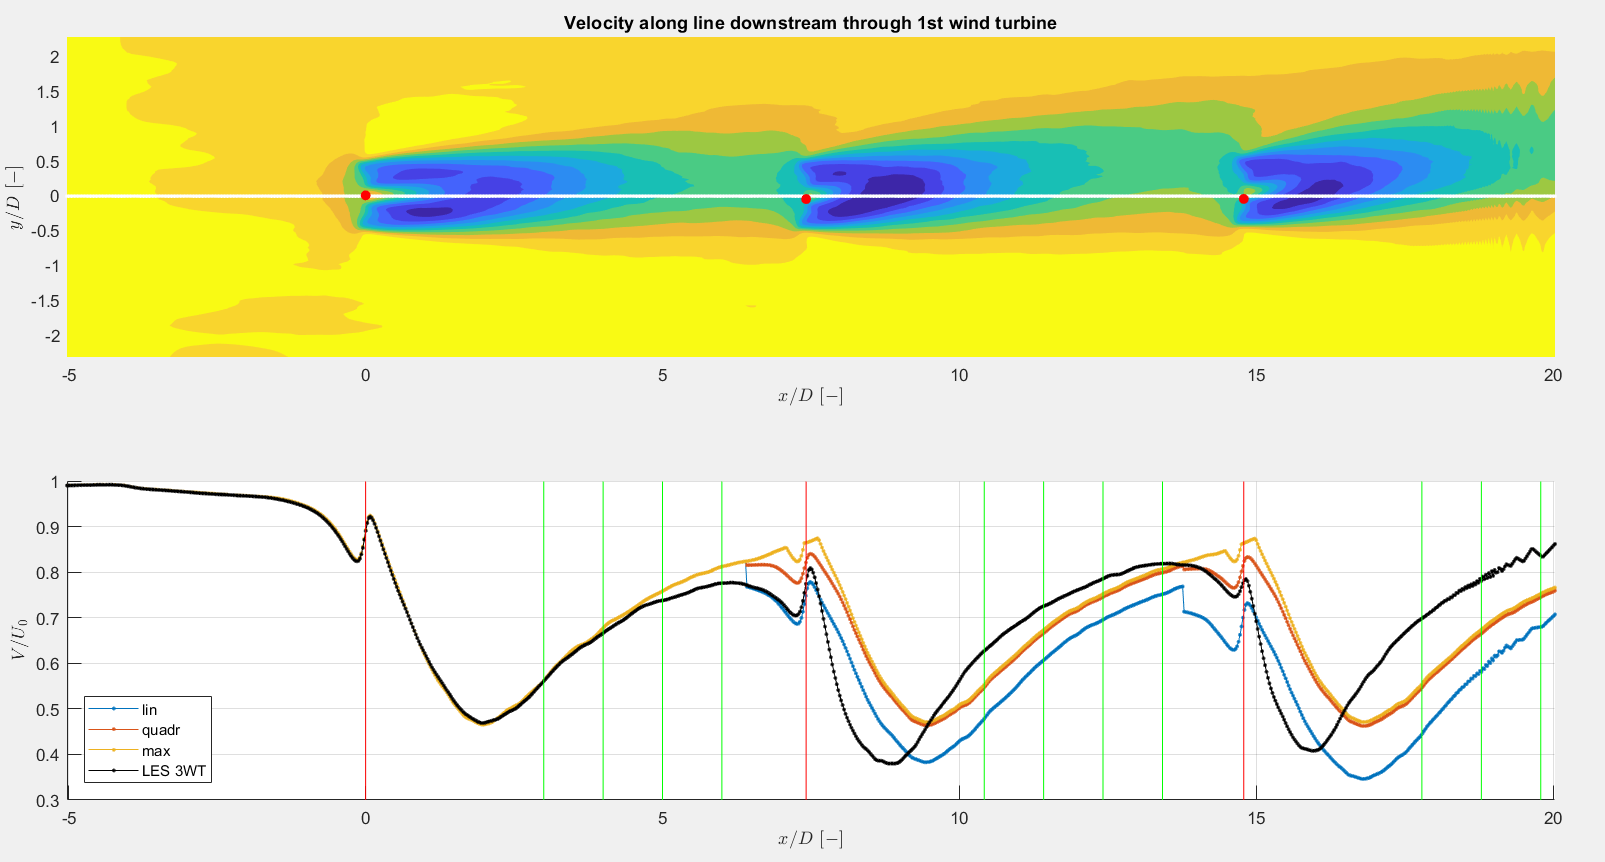 Velocity along line downstream through 1st wind turbine
2
1.5
1
0.5
0
-0.5
-1
-1.5
-2
y/D [−]
-5 0 5 10 15 20
x/D [−]
1
0.9
0.8
0.7
0.6
0.5
0.4
0.3
V/U0
lin
quadr
max
LES 3WT
-5 0 5 10 15 20
x/D [−]